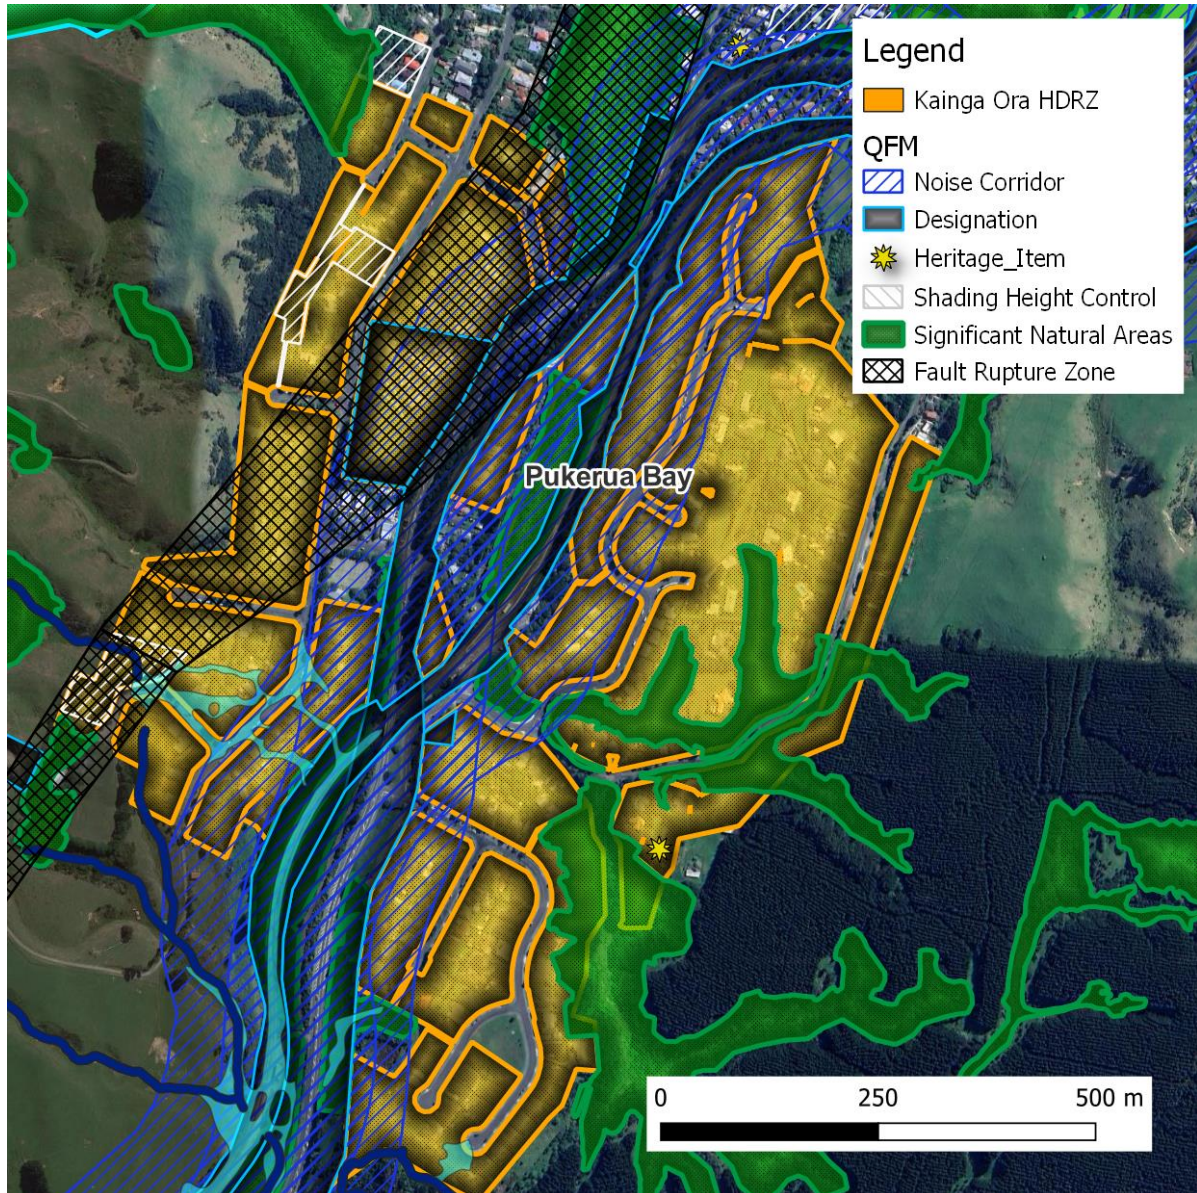 Legend
Kainga Ora HDRZ
QFM
Noise Corridor
Designation
Heritage_Item
Shading Height Control
Significant Natural Areas
Fault Rupture Zone
Pukerua Bay
0 250 500 m